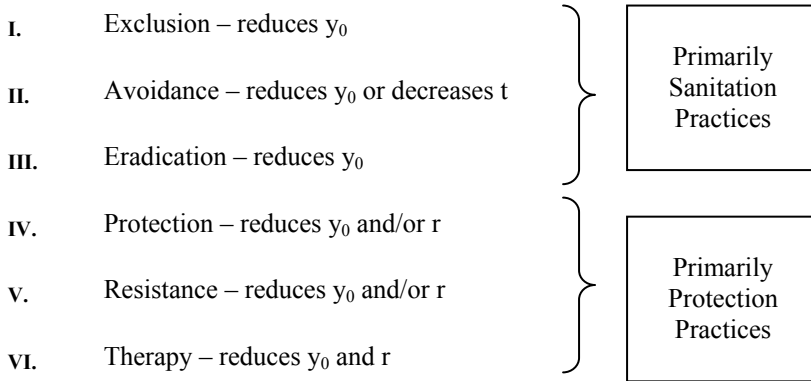 I. Exclusion – reduces y₀
II. Avoidance – reduces y₀ or decreases t
III. Eradication – reduces y₀
Primarily
Sanitation
Practices
IV. Protection – reduces y₀ and/or r
V. Resistance – reduces y₀ and/or r
VI. Therapy – reduces y₀ and r
Primarily
Protection
Practices